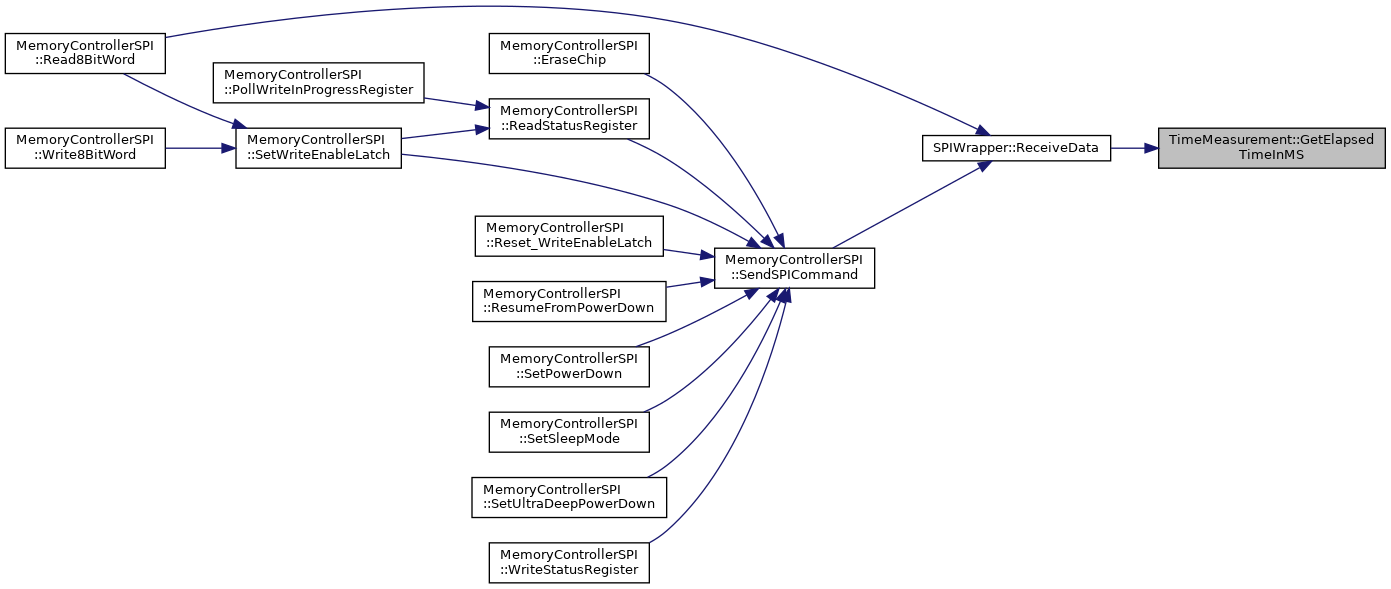 MemoryControllerSPI
::Read8BitWord
MemoryControllerSPI
::EraseChip
MemoryControllerSPI
::PollWriteInProgressRegister
MemoryControllerSPI
::ReadStatusRegister
MemoryControllerSPI
::Write8BitWord
MemoryControllerSPI
::SetWriteEnableLatch
SPIWrapper::ReceiveData
TimeMeasurement::GetElapsed
TimeInMS
MemoryControllerSPI
::Reset_WriteEnableLatch
MemoryControllerSPI
::SendSPICommand
MemoryControllerSPI
::ResumeFromPowerDown
MemoryControllerSPI
::SetPowerDown
MemoryControllerSPI
::SetSleepMode
MemoryControllerSPI
::SetUltraDeepPowerDown
MemoryControllerSPI
::WriteStatusRegister